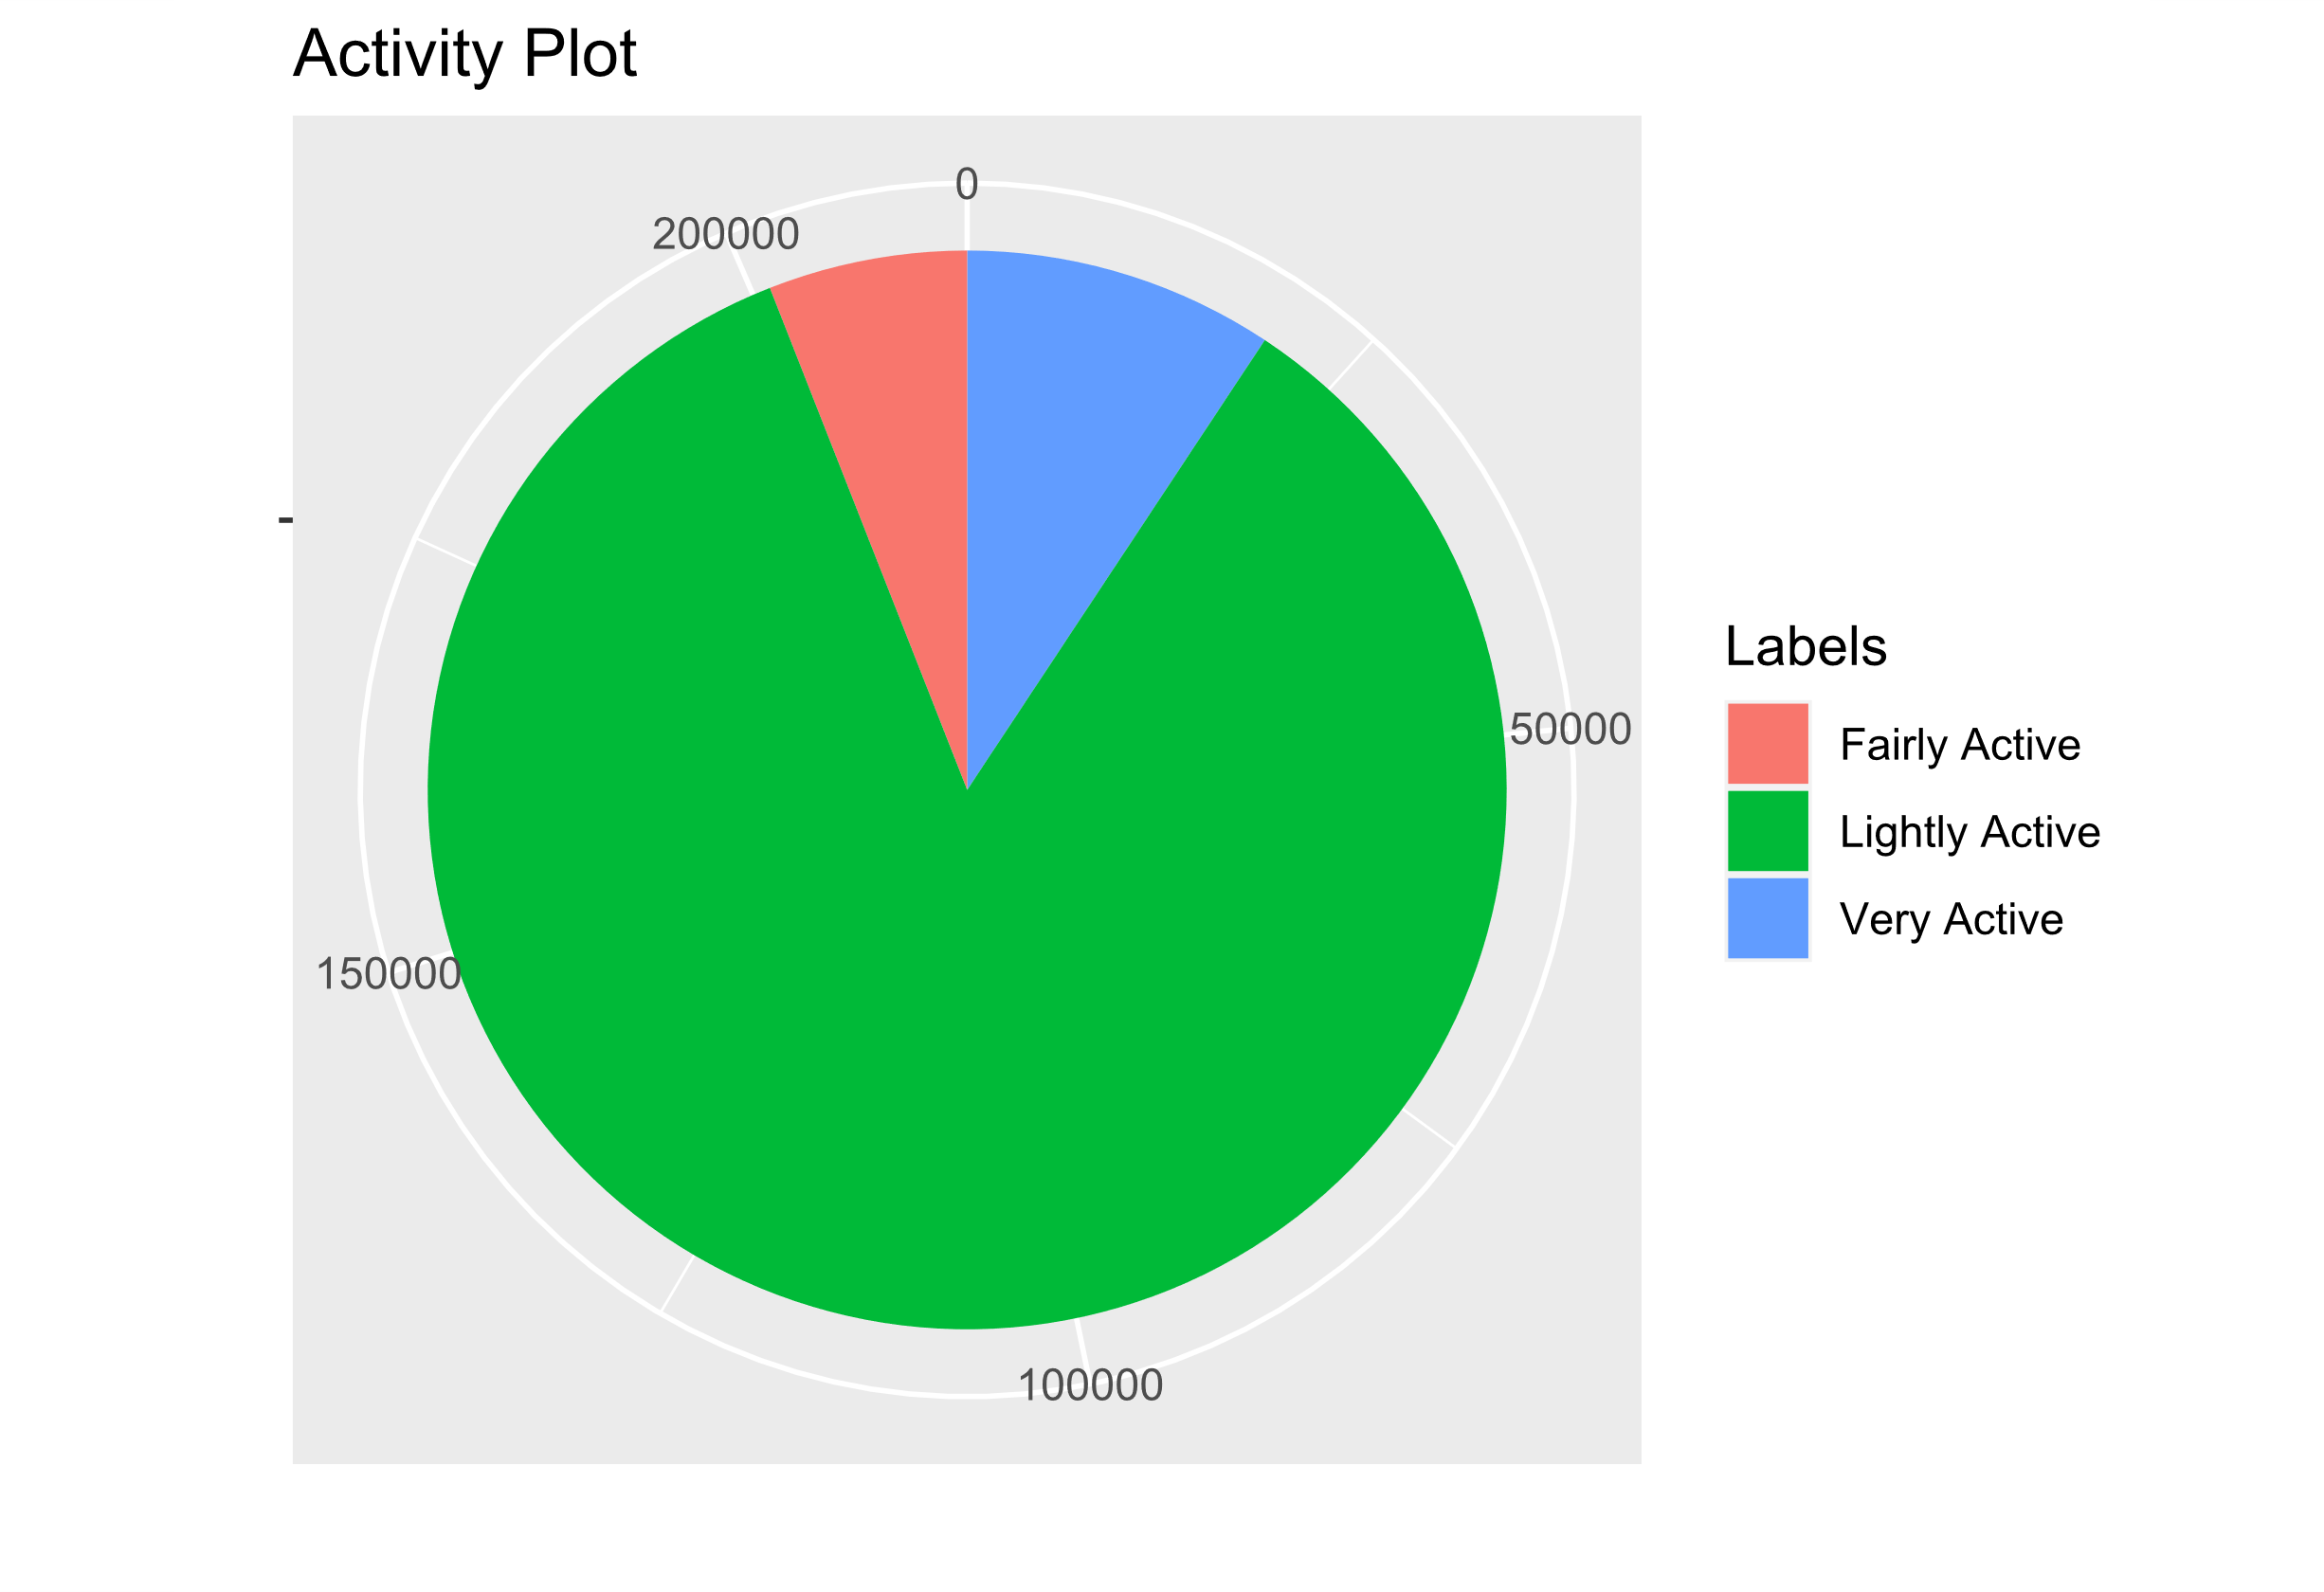 Activity Plot
0
200000
50000
150000
100000
Labels
Fairly Active
Lightly Active
Very Active